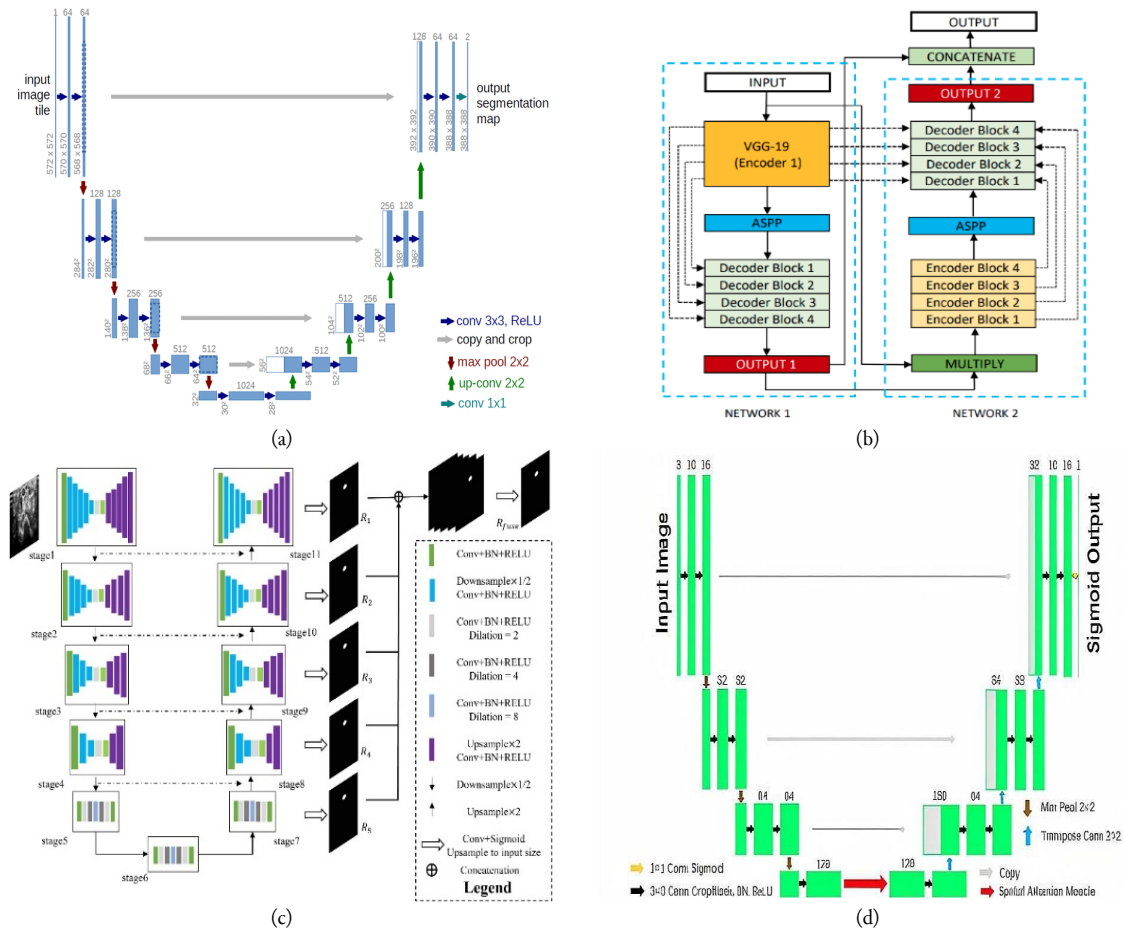 1 64 64
input
image
tile
572 x 572
570 x 570
568 x 568
128 64 64 2
output
segmentation
map
392 x 392
390 x 390
388 x 388
388 x 388
128 128
284²
282²
280²
256 128
200²
198²
196²
256 256
140²
138²
136²
512 256
104²
102²
100²
512 512
68²
66²
64²
1024 512
56²
54²
52²
1024
32²
30²
28²
conv 3x3, ReLU
copy and crop
max pool 2x2
up-conv 2x2
conv 1x1
(a)
OUTPUT
CONCATENATE
INPUT
OUTPUT 2
VGG-19
(Encoder 1)
Decoder Block 4
Decoder Block 3
Decoder Block 2
Decoder Block 1
ASPP
ASPP
Decoder Block 1
Decoder Block 2
Decoder Block 3
Decoder Block 4
Encoder Block 4
Encoder Block 3
Encoder Block 2
Encoder Block 1
OUTPUT 1
MULTIPLY
NETWORK 1
NETWORK 2
(b)
stage1
stage11
R1
Rfuse
stage2
stage10
R2
stage3
stage9
R3
stage4
stage8
R4
stage5
stage7
R5
stage6
Conv+BN+RELU
Downsample×1/2
Conv+BN+RELU
Conv+BN+RELU
Dilation = 2
Conv+BN+RELU
Dilation = 4
Conv+BN+RELU
Dilation = 8
Upsample×2
Conv+BN+RELU
Downsample×1/2
Upsample×2
Conv+Sigmoid
Upsample to input size
Concatenation
Legend
(c)
3 10 16
Input Image
32 10 16 1
Sigmoid Output
Copy
(d)